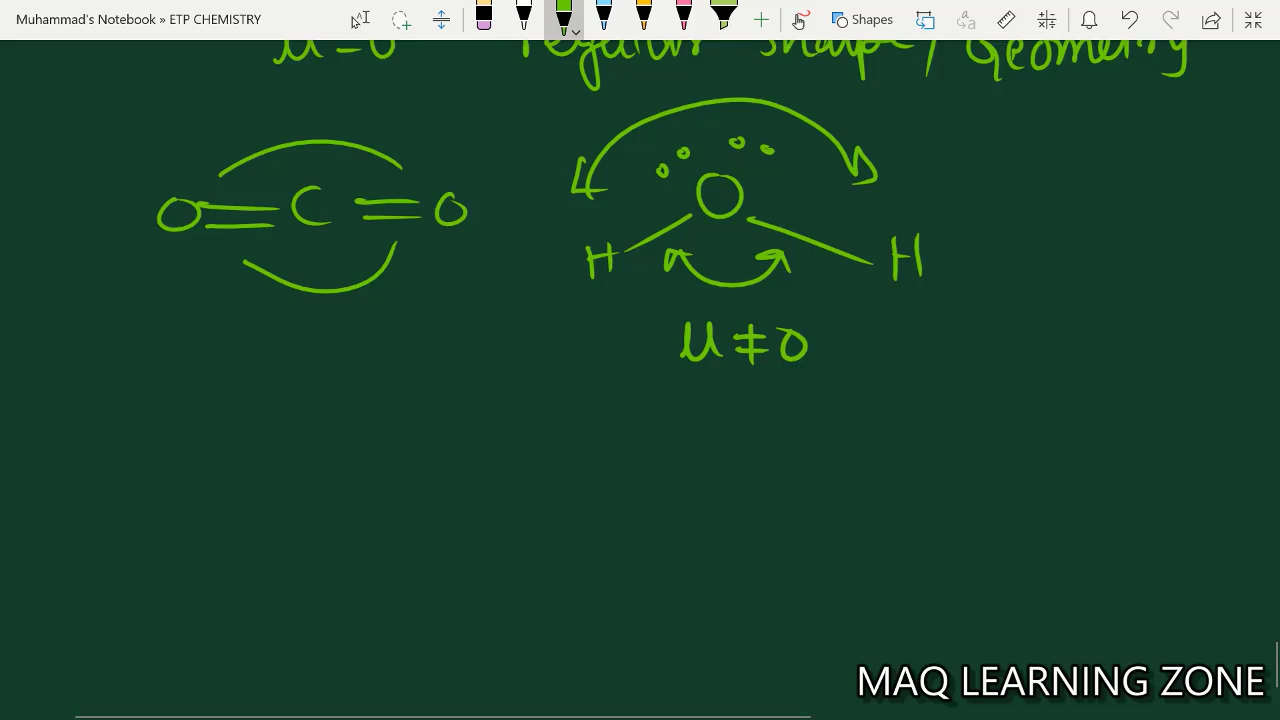 Muhammad's Notebook » ETP CHEMISTRY
Shapes
μ = 0 regular shape/Geometry
O=C=O
O
H H
μ ≠ 0
MAQ LEARNING ZONE